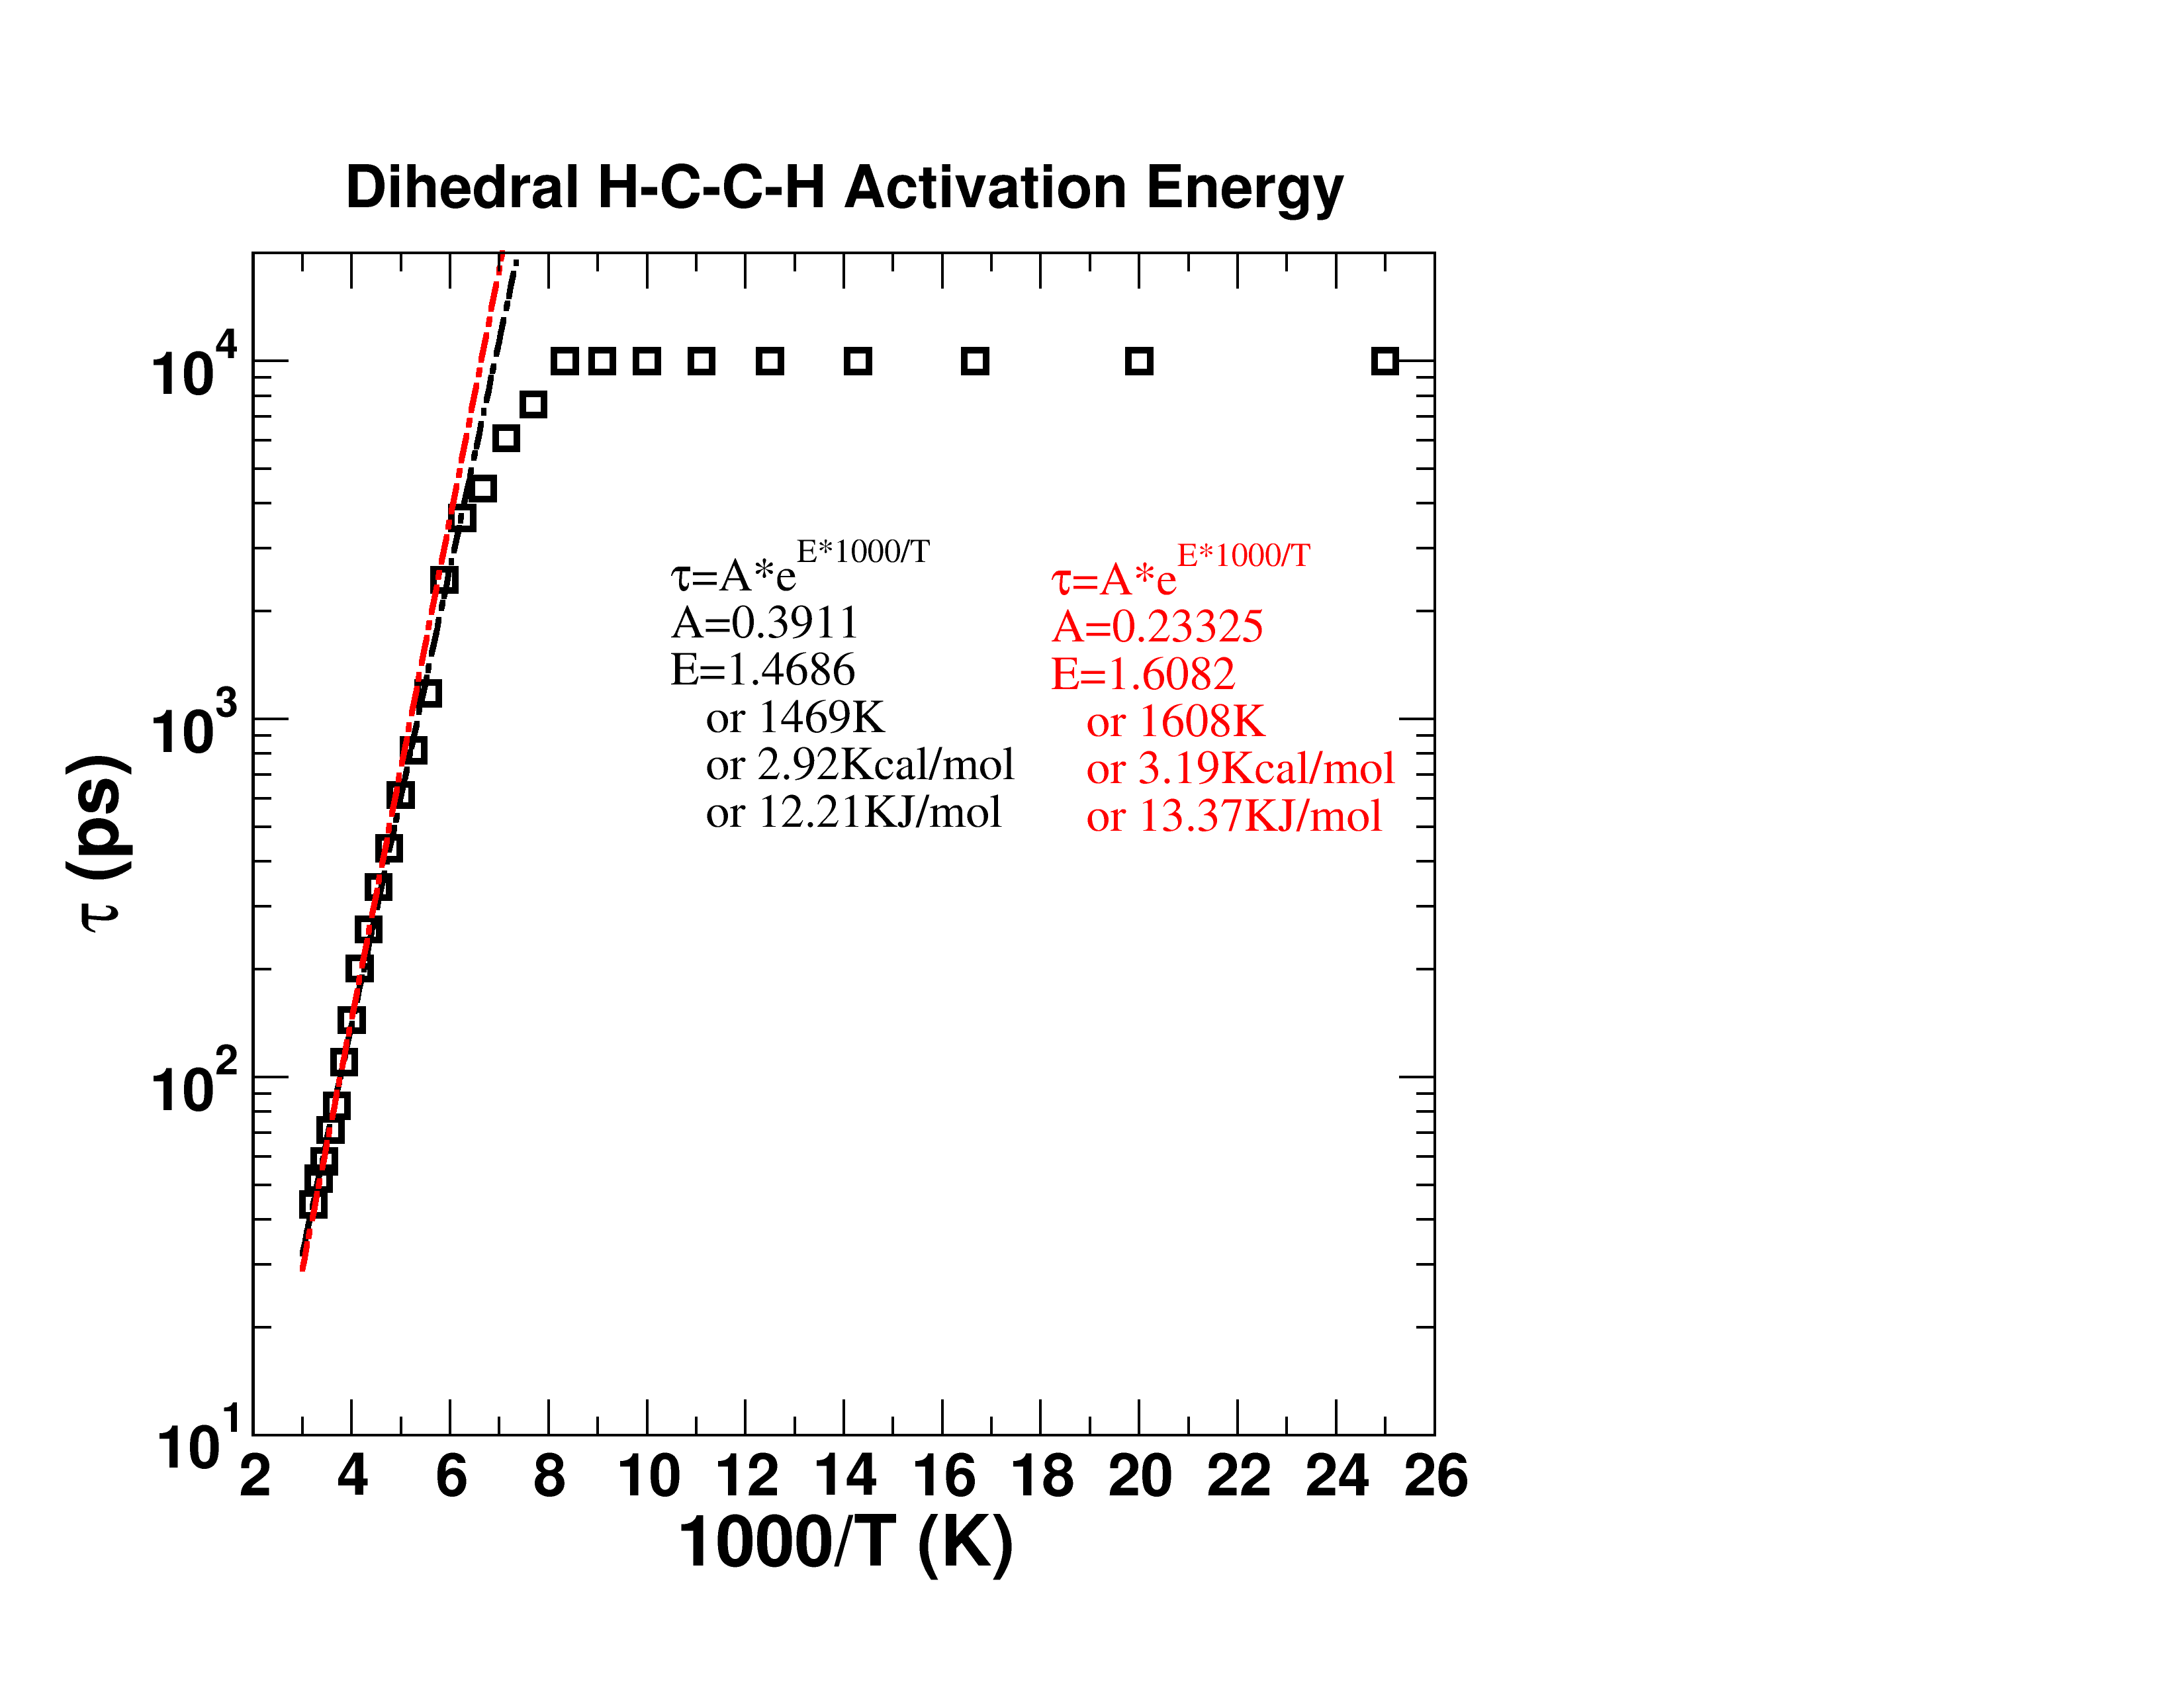 Dihedral H-C-C-H Activation Energy
10^4
10^3
10^2
10^1
τ (ps)
τ=A*e^E*1000/T
A=0.3911
E=1.4686
or 1469K
or 2.92Kcal/mol
or 12.21KJ/mol
τ=A*e^E*1000/T
A=0.23325
E=1.6082
or 1608K
or 3.19Kcal/mol
or 13.37KJ/mol
2 4 6 8 10 12 14 16 18 20 22 24 26
1000/T (K)